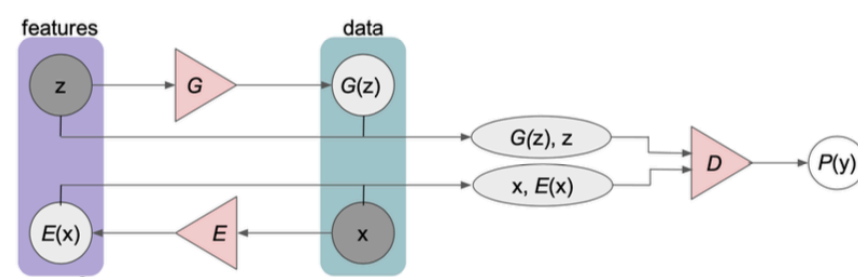 features data
z G G(z)
G(z), z
D P(y)
x, E(x)
E(x) E x